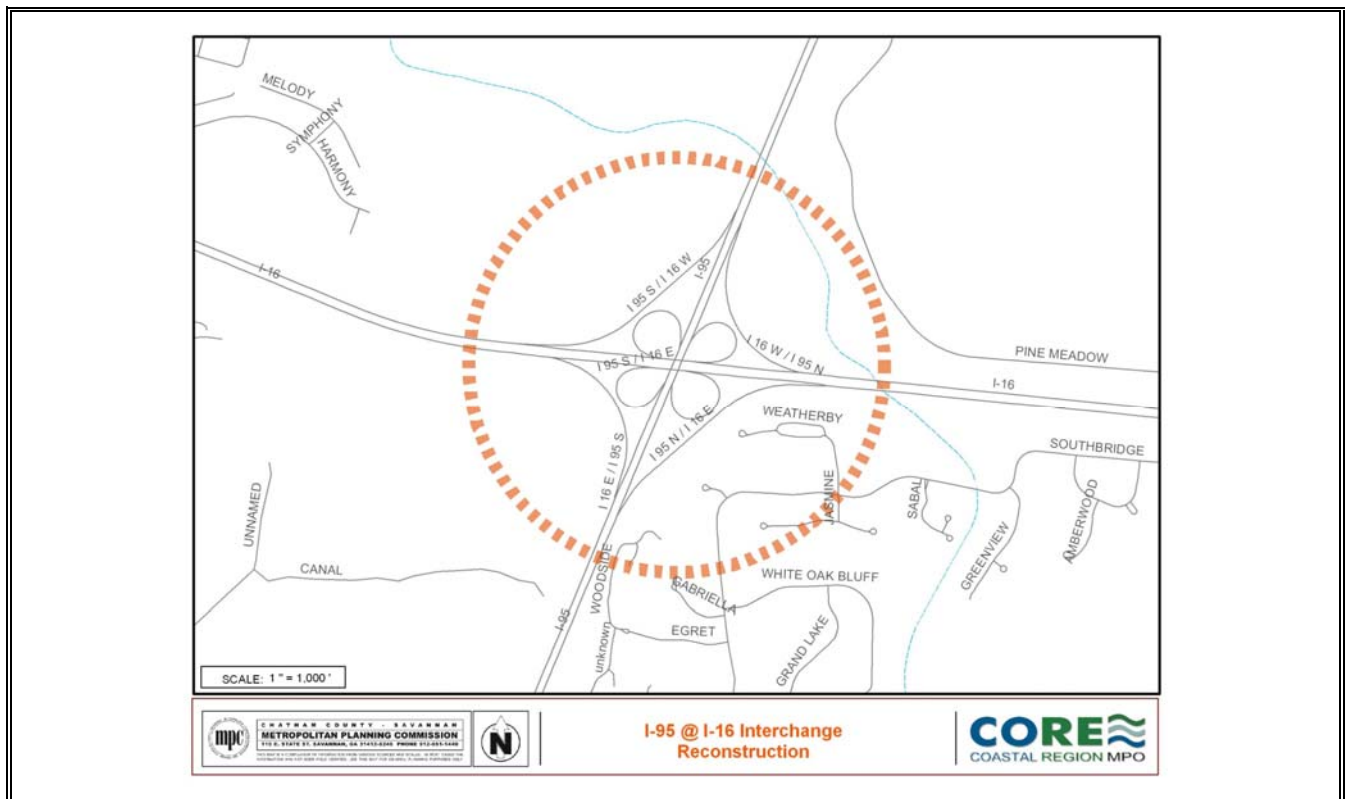 MELODY
SYMPHONY
HARMONY
I-16
I 95 S / I 16 W
I-95
I 95 S / I 16 E
I 16 W / I 95 N
PINE MEADOW
I-16
I 95 N / I 16 E
I 16 E / I 95 S
WEATHERBY
SOUTHBRIDGE
JASNINE
SABAL
AMBERWOOD
GREENVIEW
UNNAMED
CANAL
WOODSIDE
GABRIELLA
WHITE OAK BLUFF
I-95
unknown
EGRET
GRAND LAKE
SCALE: 1 " = 1,000 '
mpc
CHATHAM COUNTY - SAVANNAH
METROPOLITAN PLANNING COMMISSION
N
I-95 @ I-16 Interchange
Reconstruction
CORE
COASTAL REGION MPO